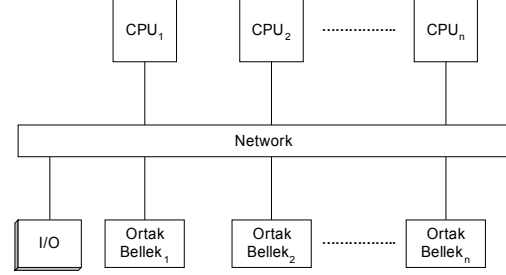 CPU1
CPU2
CPUn
Network
I/O
Ortak
Bellek1
Ortak
Bellek2
Ortak
Bellekn